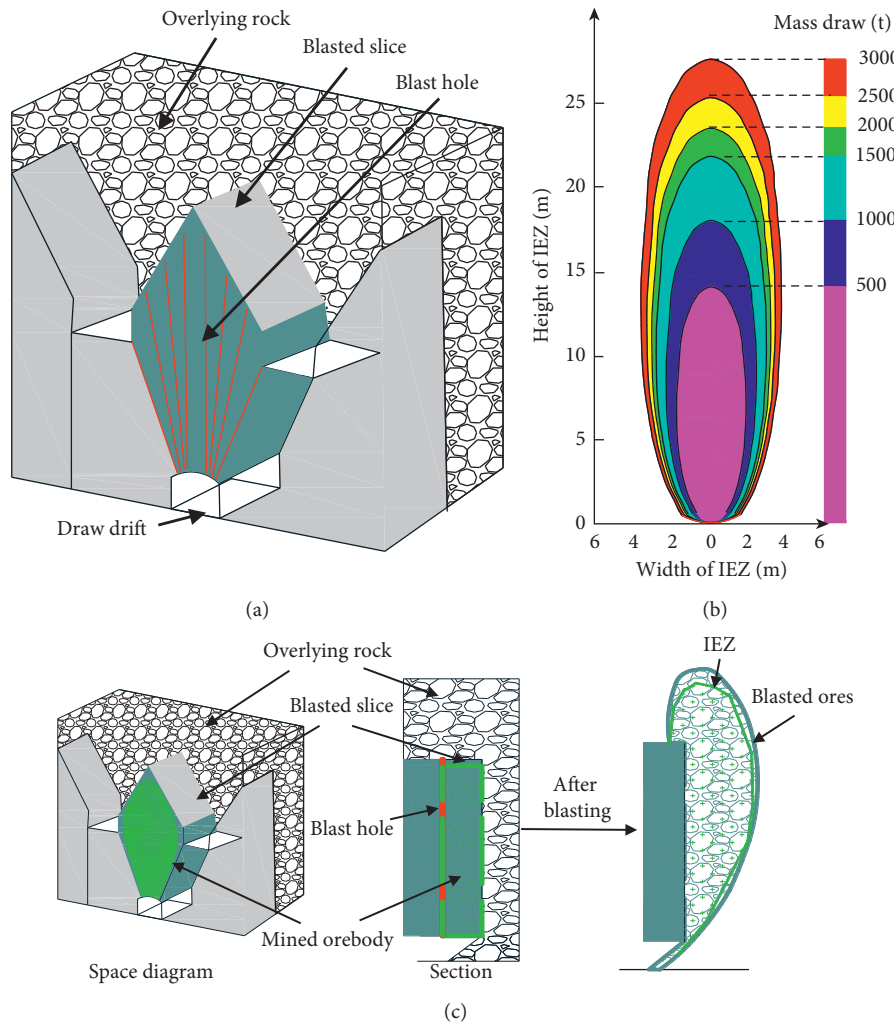 Overlying rock
Blasted slice
Blast hole
Draw drift
(a)
Mass draw (t)
3000
2500
2000
1500
1000
500
Height of IEZ (m)
25
20
15
10
5
0
6 4 2 0 2 4 6
Width of IEZ (m)
(b)
Overlying rock
Blasted slice
Blast hole
Mined orebody
Space diagram
Section
After
blasting
IEZ
Blasted ores
(c)